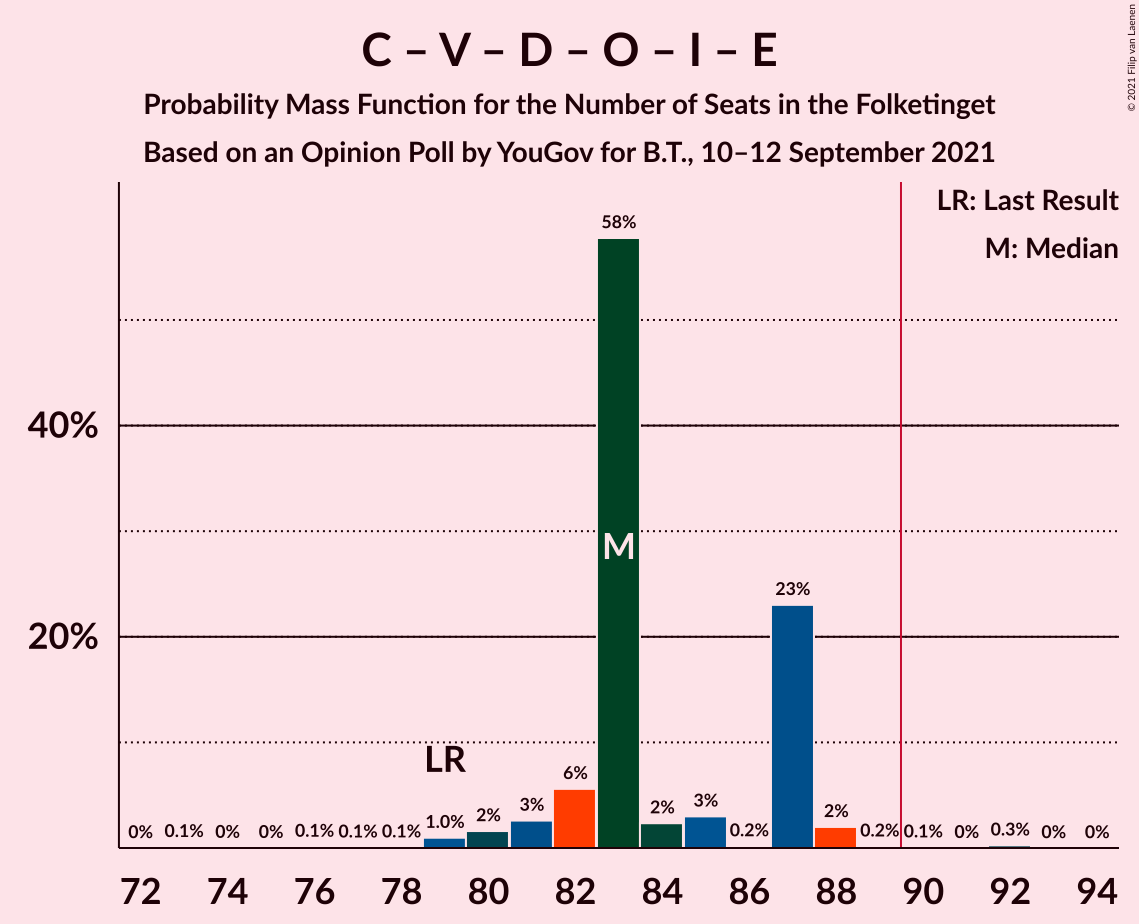 C – V – D – O – I – E
Probability Mass Function for the Number of Seats in the Folketinget
Based on an Opinion Poll by YouGov for B.T., 10–12 September 2021
© 2021 Filip van Laenen
LR: Last Result
M: Median
58%
40%
M
23%
20%
LR
6%
0% 0.1% 0% 0% 0.1% 0.1% 0.1% 1.0% 2% 3% 2% 3% 0.2% 2% 0.2% 0.1% 0% 0.3% 0% 0%
72 74 76 78 80 82 84 86 88 90 92 94